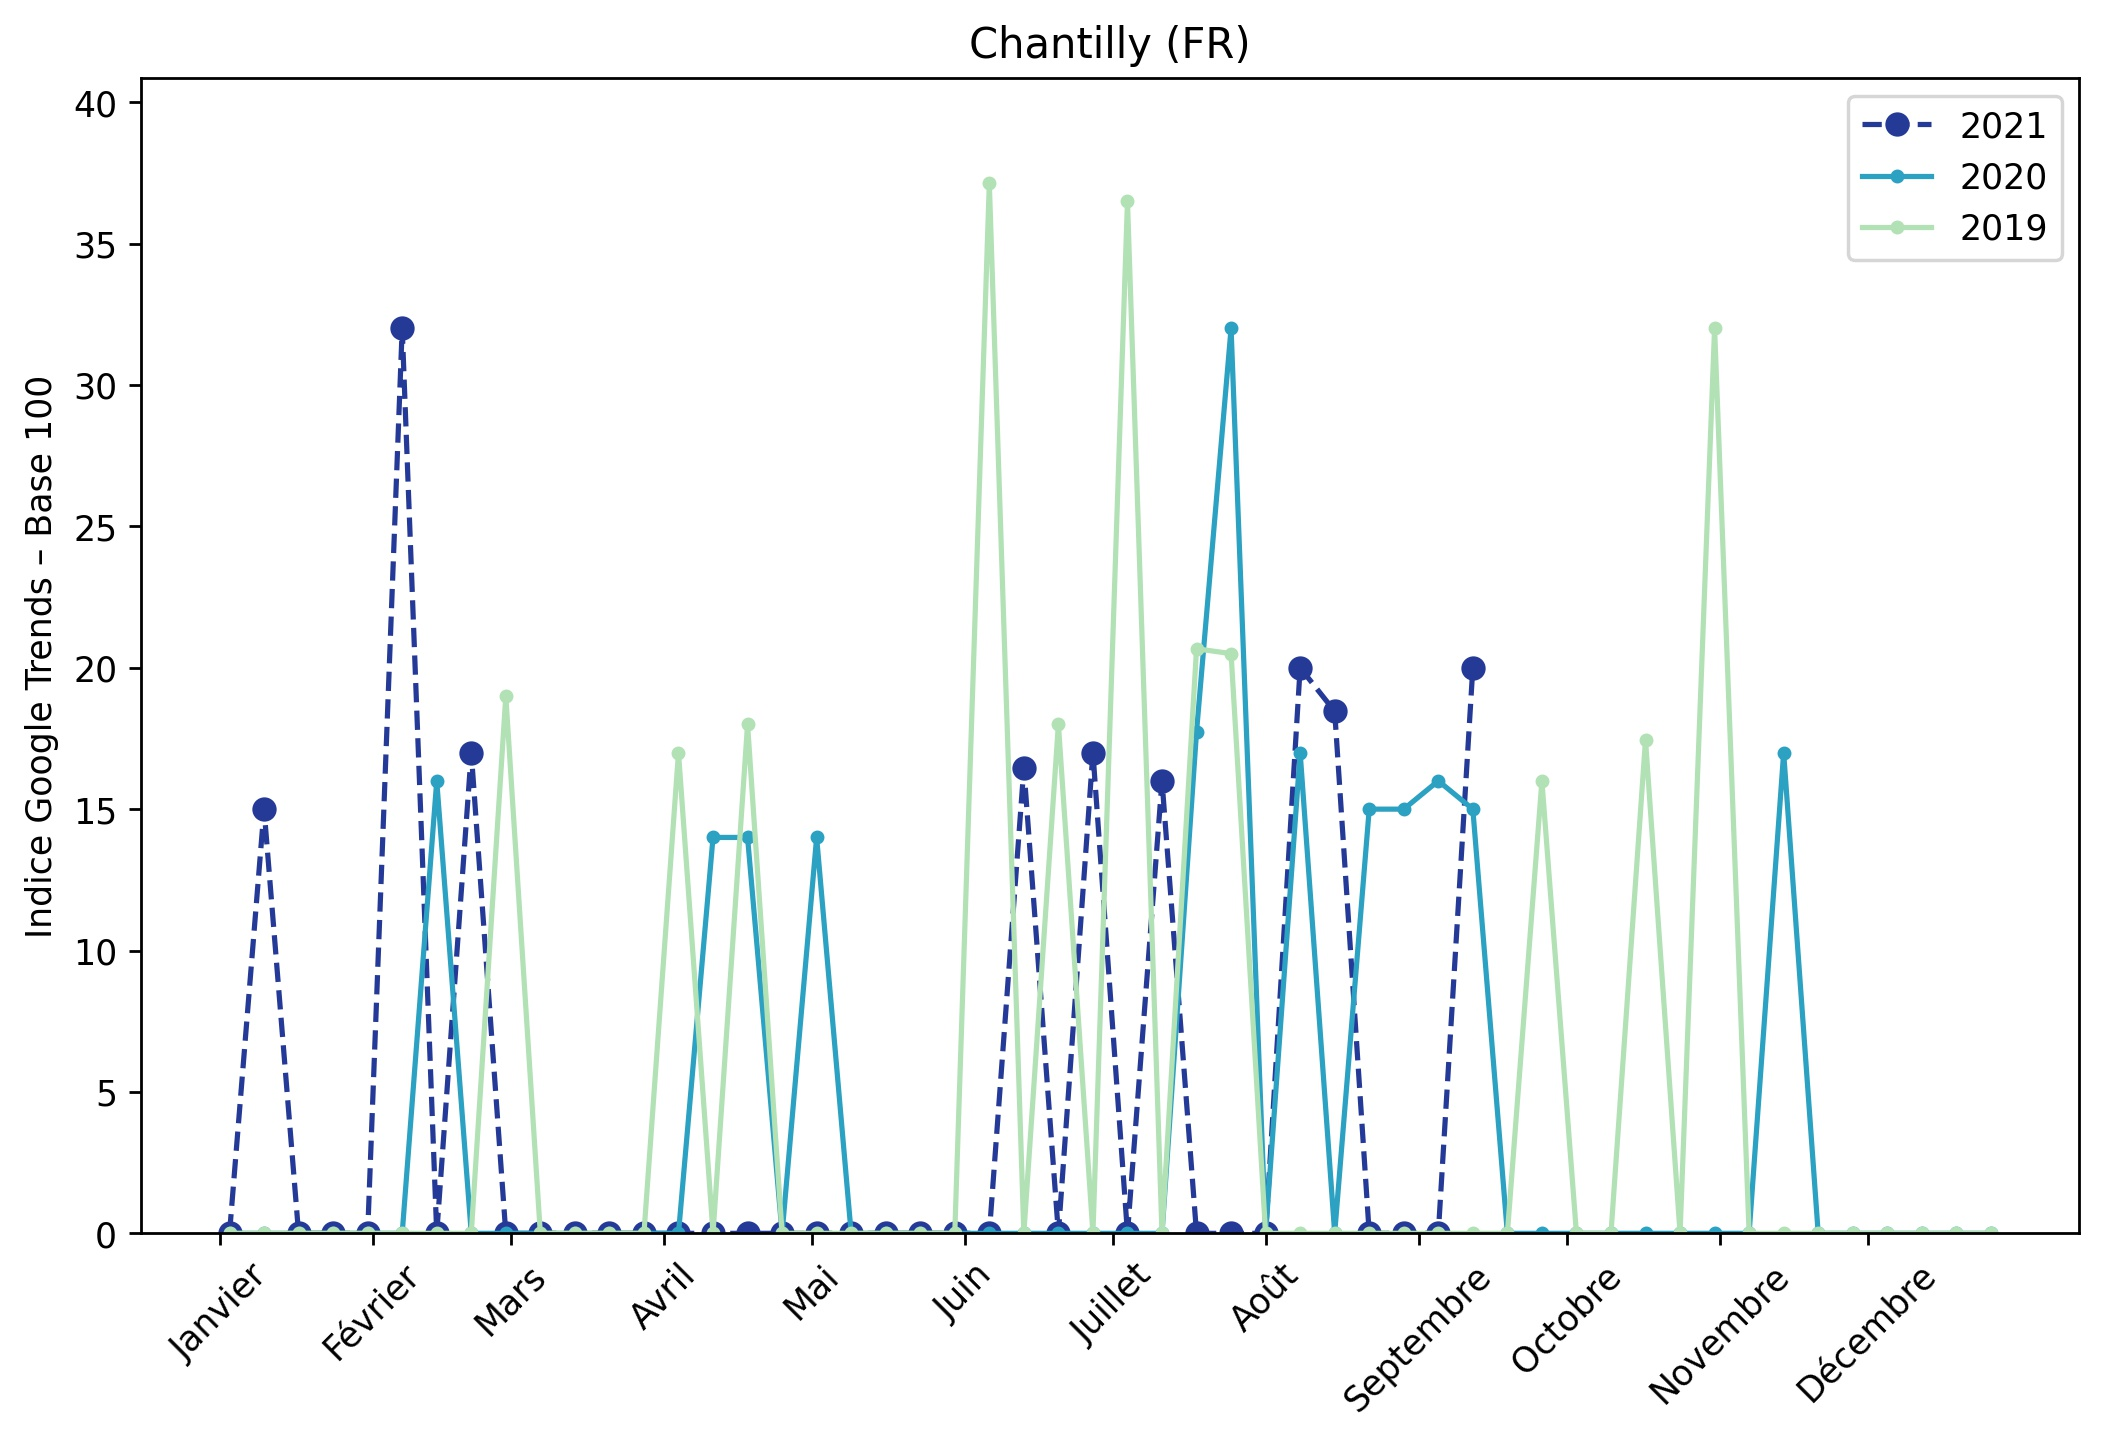 Chantilly (FR)
Indice Google Trends – Base 100
40
35
30
25
20
15
10
5
0
2021
2020
2019
Janvier
Février
Mars
Avril
Mai
Juin
Juillet
Août
Septembre
Octobre
Novembre
Décembre